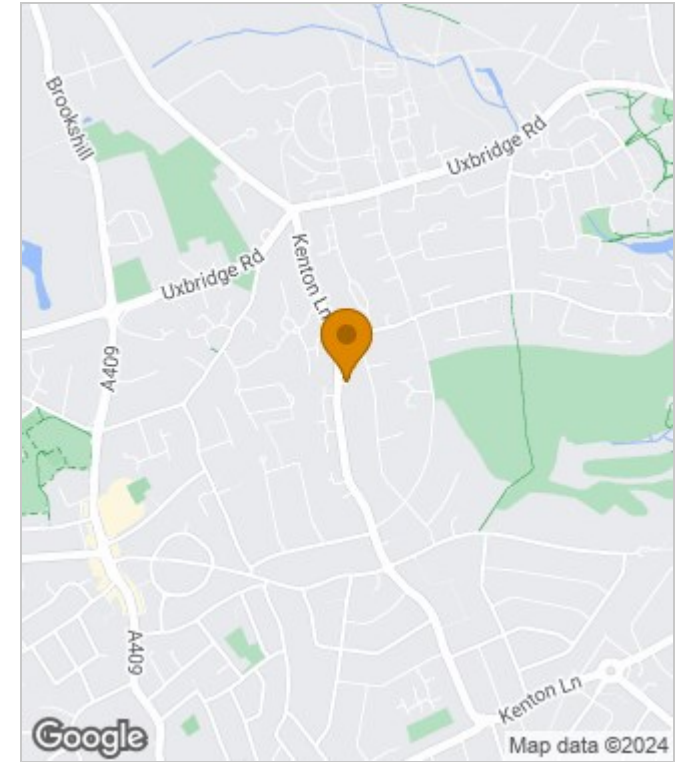 Brookshill
Uxbridge Rd
Uxbridge Rd
Kenton Ln
A409
A409
Kenton Ln
Google
Map data ©2024